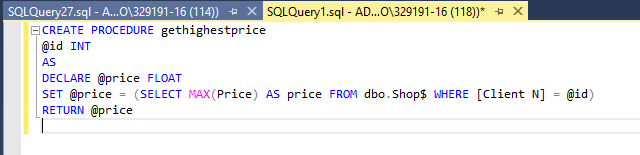 SQLQuery27.sql - A...O\329191-16 (114)) SQLQuery1.sql - AD...O\329191-16 (118))*
CREATE PROCEDURE gethighestprice
@id INT
AS
DECLARE @price FLOAT
SET @price = (SELECT MAX(Price) AS price FROM dbo.Shop$ WHERE [Client N] = @id)
RETURN @price